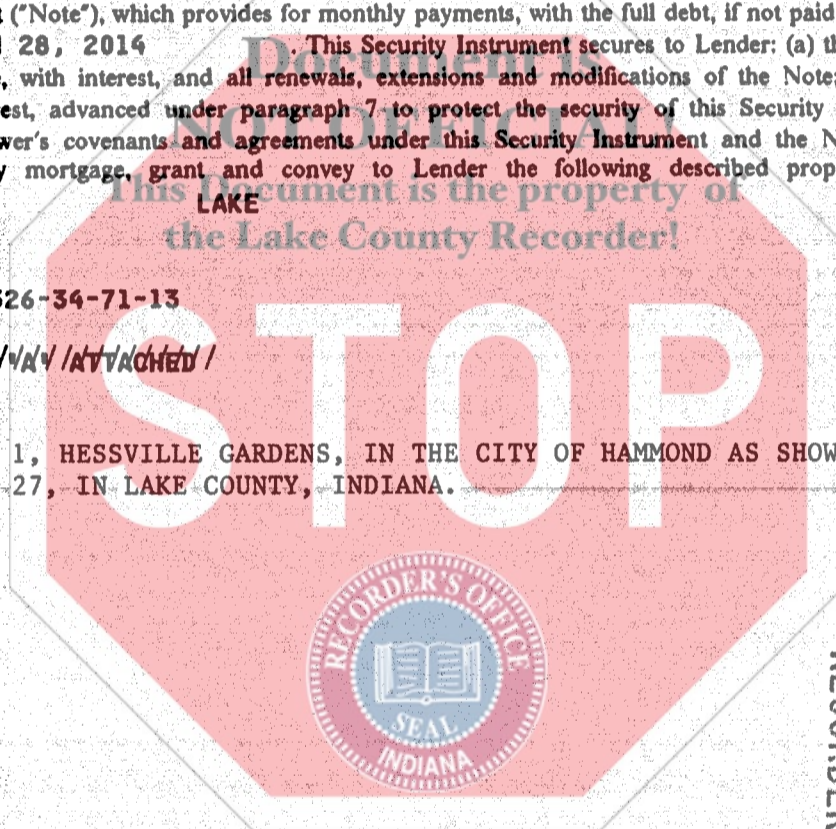 ("Note"), which provides for monthly payments, with the full debt, if not paid
28, 2014 . This Security Instrument secures to Lender: (a) th
, with interest, and all renewals, extensions and modifications of the Note;
est, advanced under paragraph 7 to protect the security of this Security
wer's covenants and agreements under this Security Instrument and the N
y mortgage, grant and convey to Lender the following described prop
LAKE
Document is
NOT OFFICIAL!
This Document is the property of
the Lake County Recorder!
26-34-71-13
ATTACHED
STOP
1, HESSVILLE GARDENS, IN THE CITY OF HAMMOND AS SHOW
27, IN LAKE COUNTY, INDIANA.
RECORDER'S OFFICE
SEAL
INDIANA